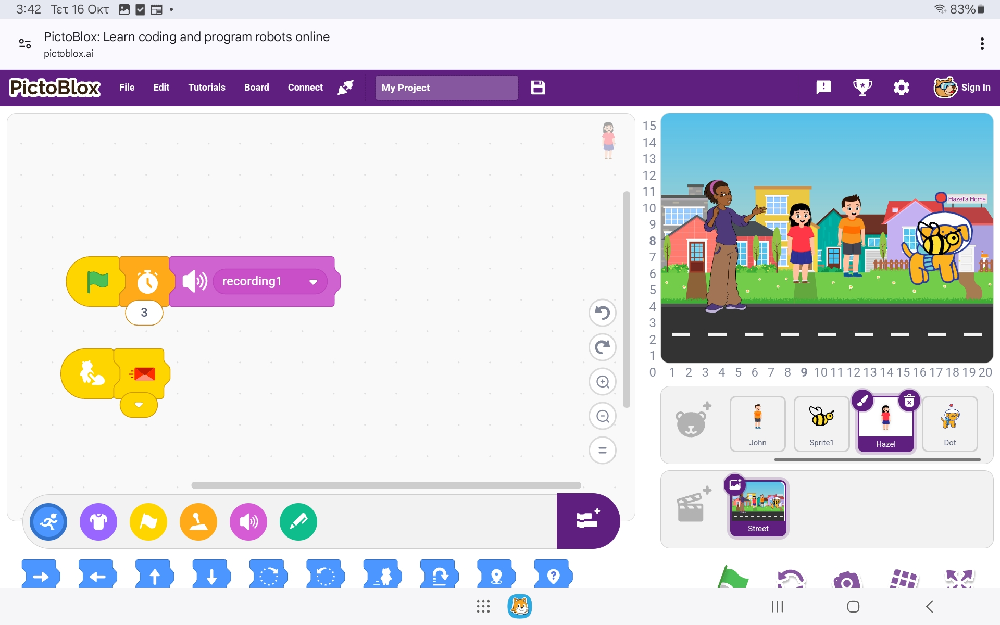 3:42 Τετ 16 Οκτ
83%
PictoBlox: Learn coding and program robots online
pictoblox.ai
PictoBlox File Edit Tutorials Board Connect My Project Sign In
15
14
13
12
11
10
9
8
7
6
5
4
3
2
1
0 1 2 3 4 5 6 7 8 9 10 11 12 13 14 15 16 17 18 19 20
Hazel's Home
recording1
3
John Sprite1 Hazel Dot
Street